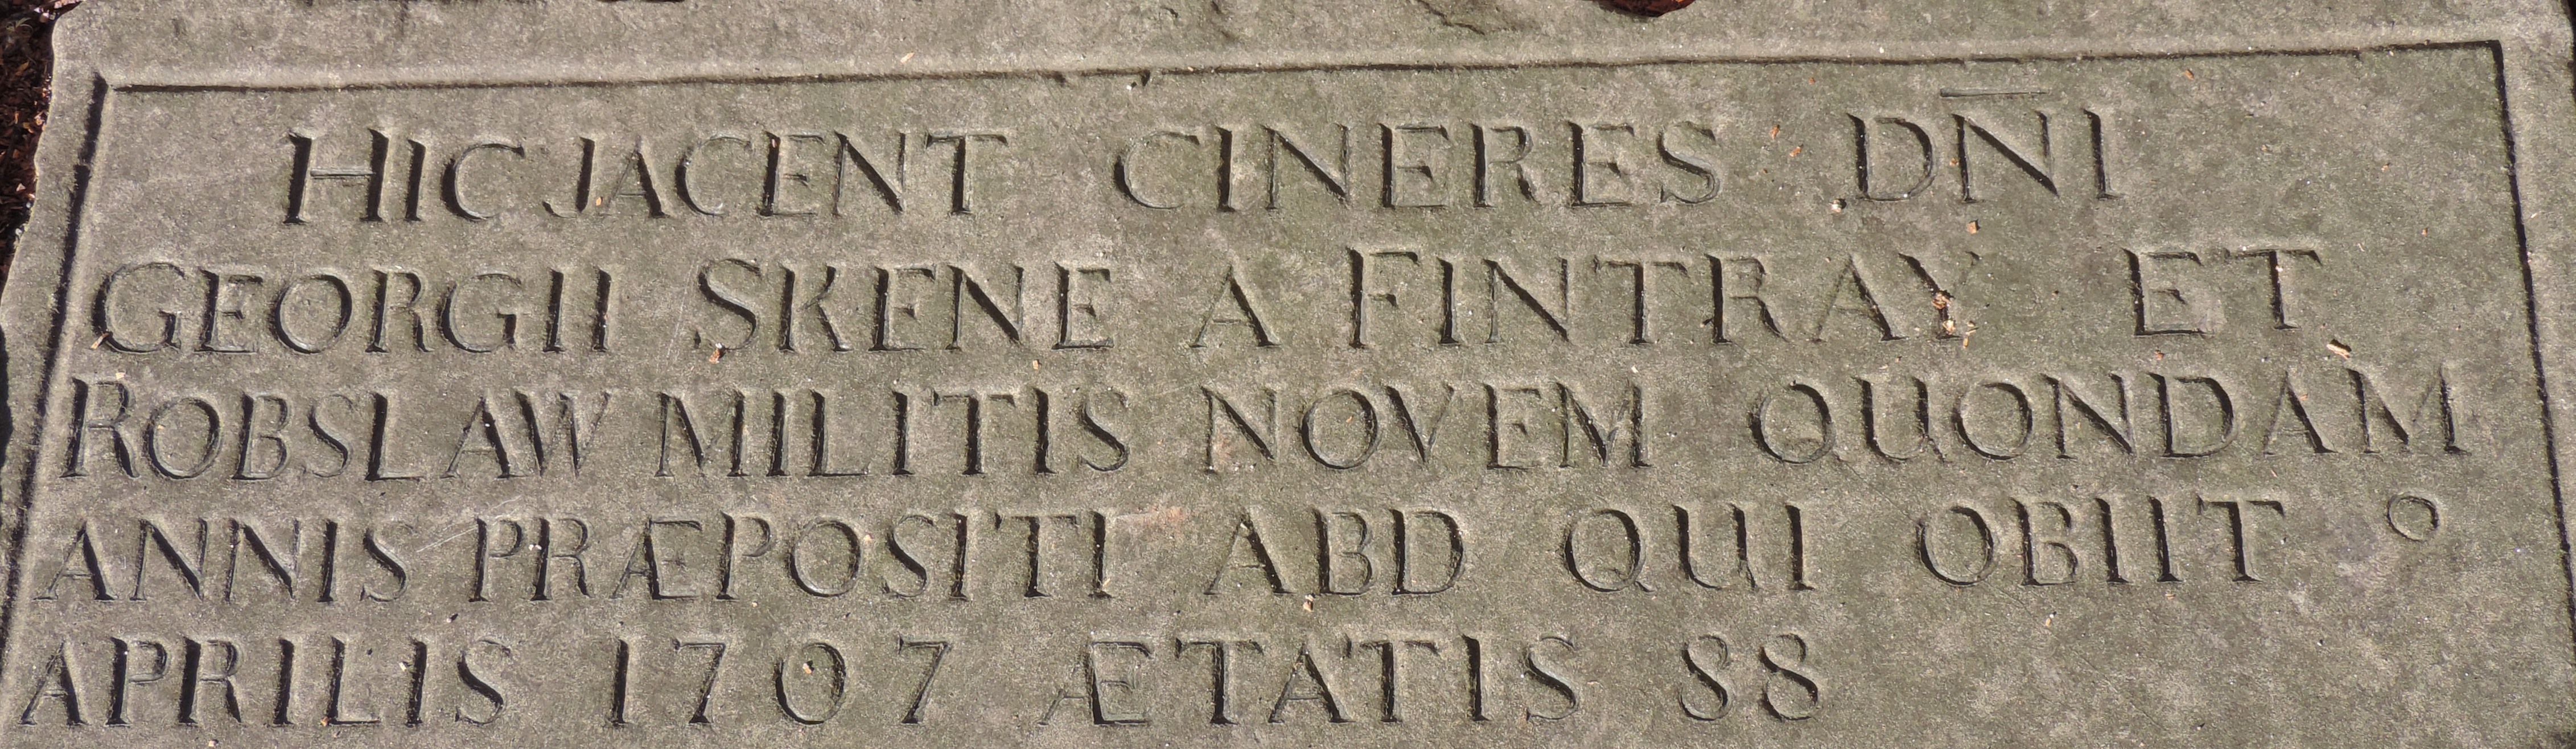 HIC JACENT CINERES DN̄I
GEORGII SKENE A FINTRAY ET
ROBSLAW MILITIS NOVEM QUONDAM
ANNIS PRÆPOSITI ABD QUI OBIIT °
APRILIS 1707 ÆTATIS 88